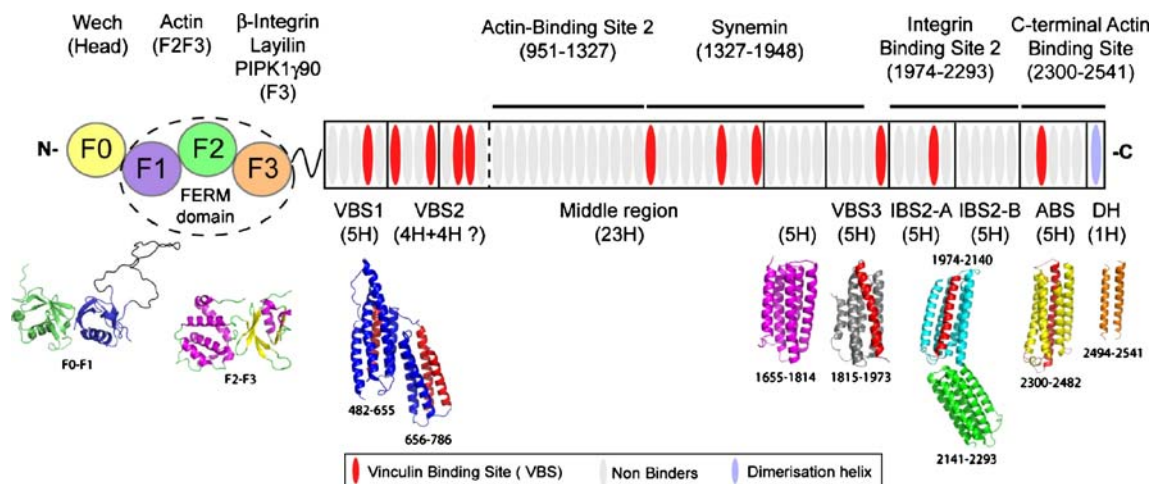 Wech
(Head)
Actin
(F2F3)
β-Integrin
Layilin
PIPK1γ90
(F3)
Actin-Binding Site 2
(951-1327)
Synemin
(1327-1948)
Integrin
Binding Site 2
(1974-2293)
C-terminal Actin
Binding Site
(2300-2541)
N-
F0
F1
F2
F3
FERM
domain
-C
VBS1
(5H)
VBS2
(4H+4H ?)
Middle region
(23H)
(5H)
VBS3
(5H)
IBS2-A
(5H)
IBS2-B
(5H)
ABS
(5H)
DH
(1H)
F0-F1
F2-F3
482-655
656-786
1655-1814
1815-1973
1974-2140
2141-2293
2300-2482
2494-2541
Vinculin Binding Site ( VBS)
Non Binders
Dimerisation helix